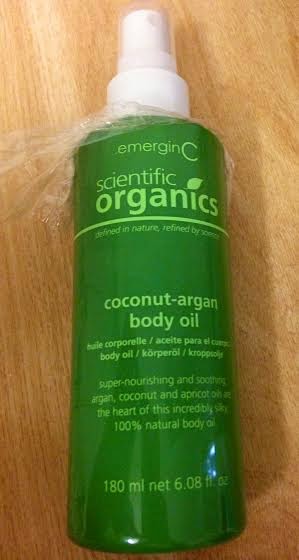 emerginC
scientific
organics
defined in nature, refined by science
coconut-argan
body oil
huile corporelle / aceite para el cuerpo
body oil / körperöl / kroppsolje
super-nourishing and soothing
argan, coconut and apricot oils are
the heart of this incredibly silky,
100% natural body oil
180 ml net 6.08 fl. oz